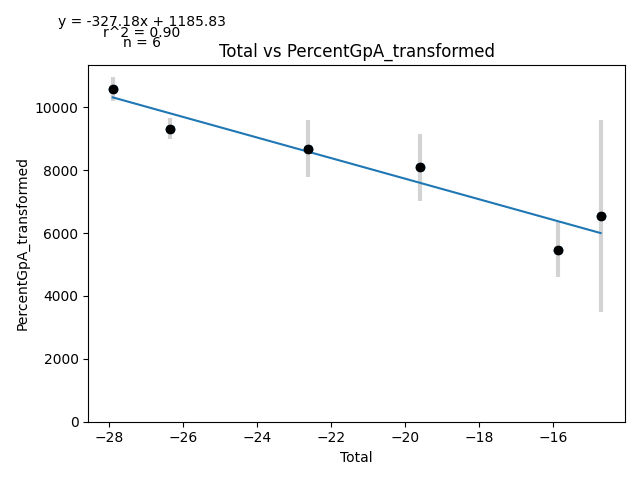 y = -327.18x + 1185.83
r^2 = 0.90
n = 6
Total vs PercentGpA_transformed
PercentGpA_transformed
10000
8000
6000
4000
2000
0
−28
−26
−24
−22
−20
−18
−16
Total